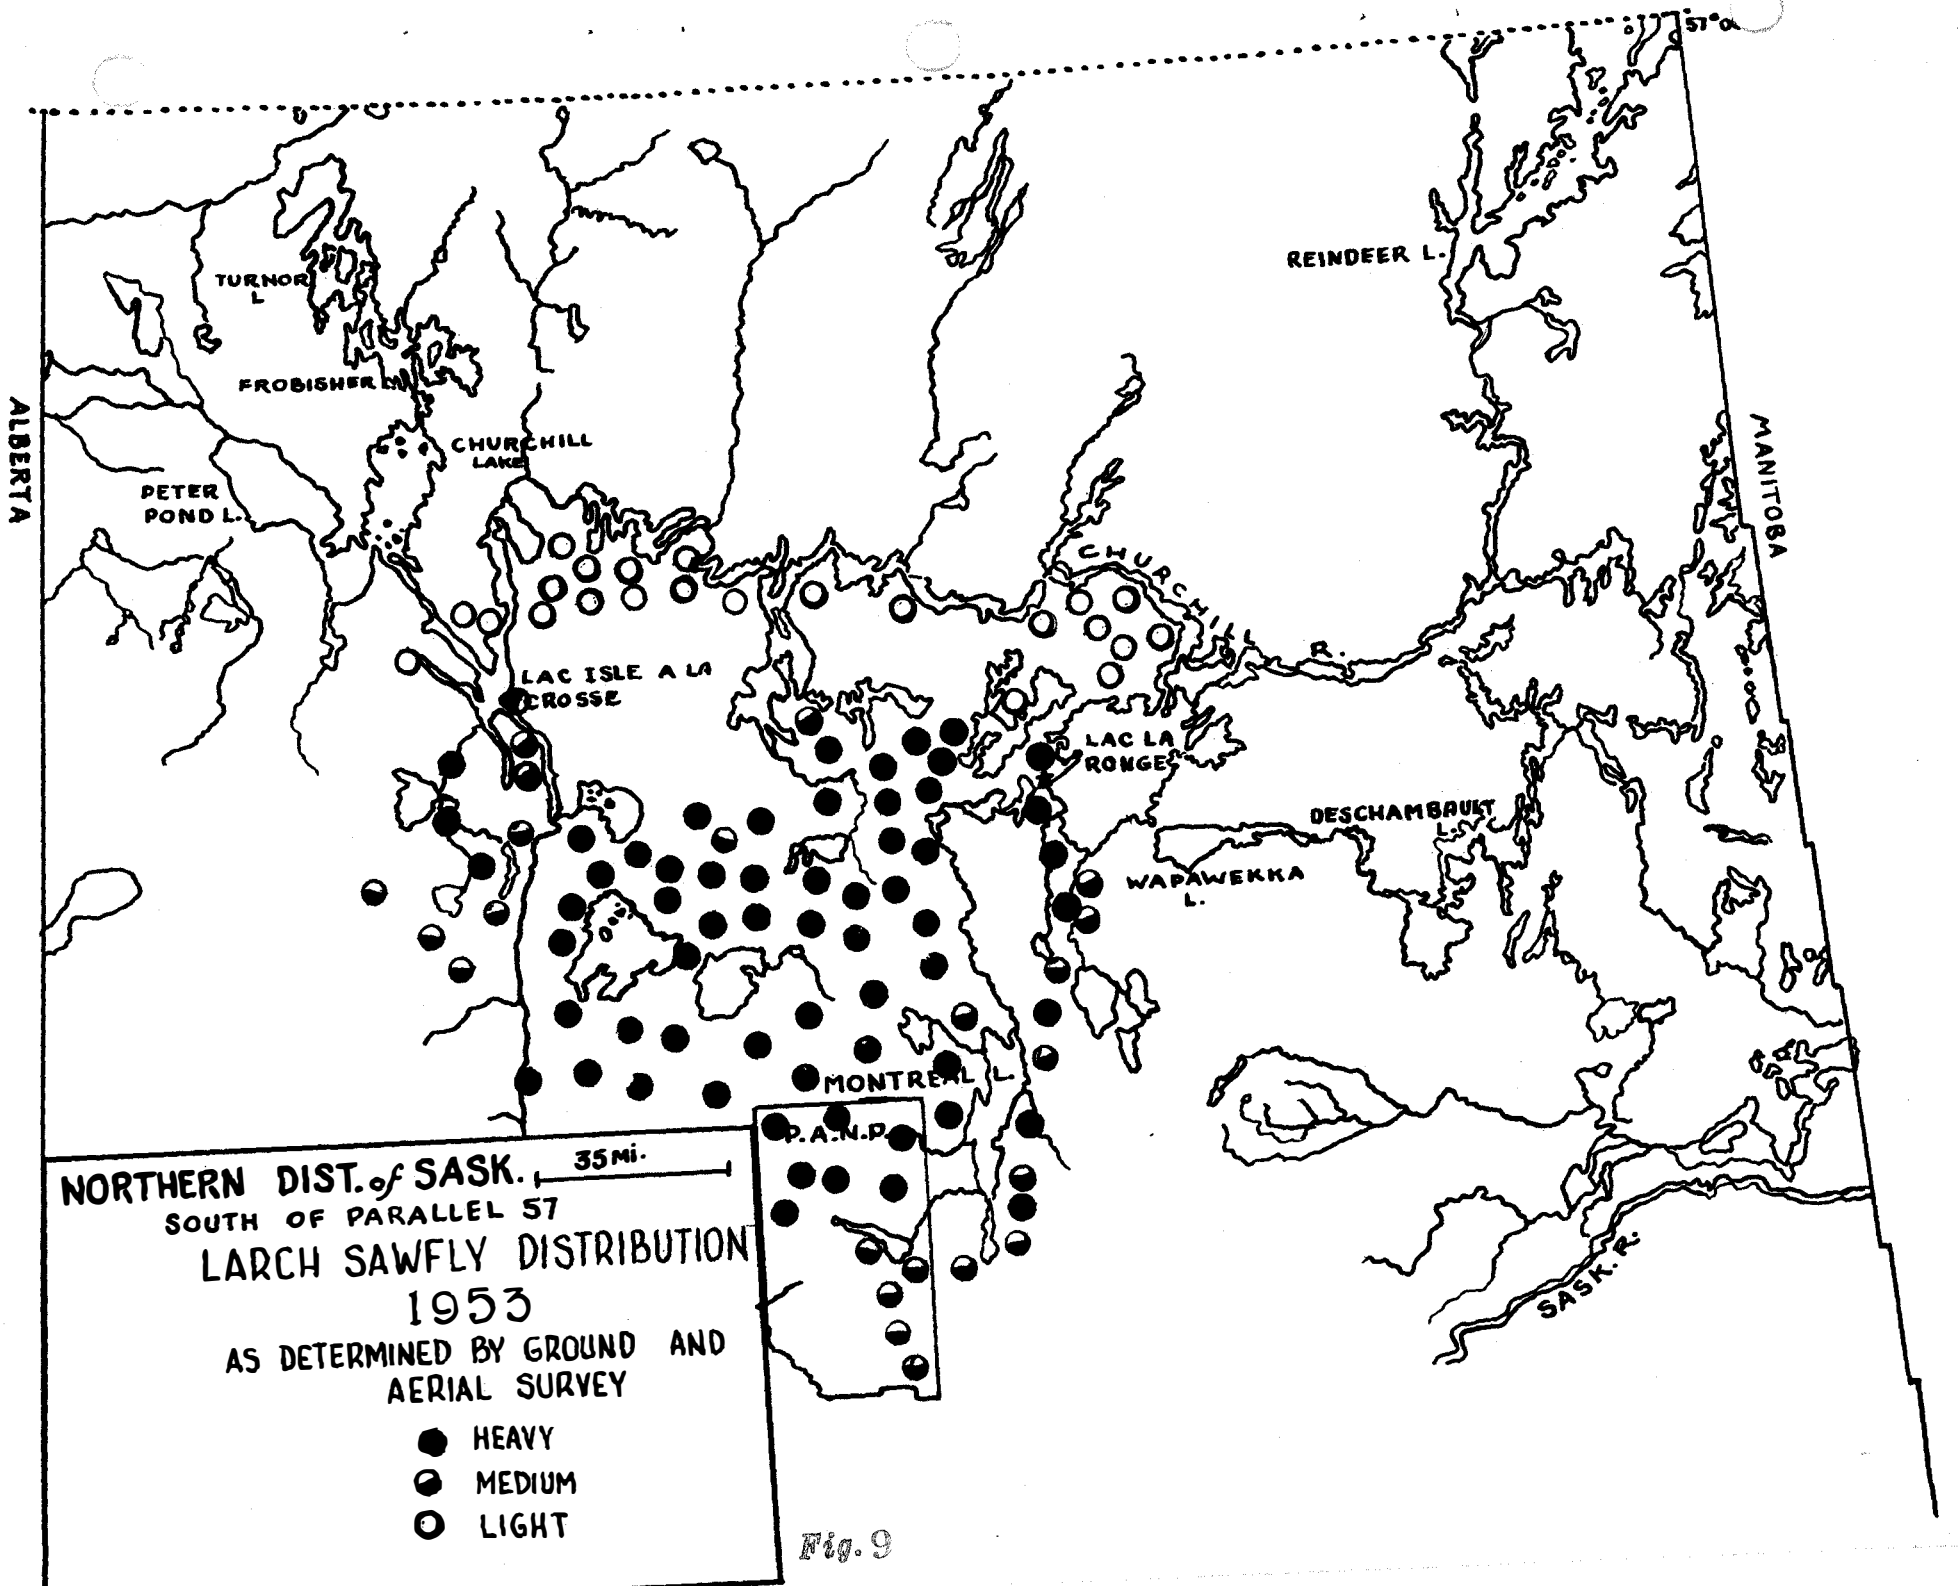 57°0
REINDEER L.
TURNOR
L
FROBISHER
CHURCHILL
LAKE
ALBERTA
MANITOBA
PETER
POND L.
CHURCHILL R.
LAC ISLE A LA
CROSSE
LAC LA
RONGE
DESCHAMBAULT
L.
WAPAWEKKA
L.
MONTREAL L.
P.A.N.P.
SASK. R.
NORTHERN DIST. of SASK.
35 Mi.
SOUTH OF PARALLEL 57
LARCH SAWFLY DISTRIBUTION
1953
AS DETERMINED BY GROUND AND
AERIAL SURVEY
HEAVY
MEDIUM
LIGHT
Fig. 9